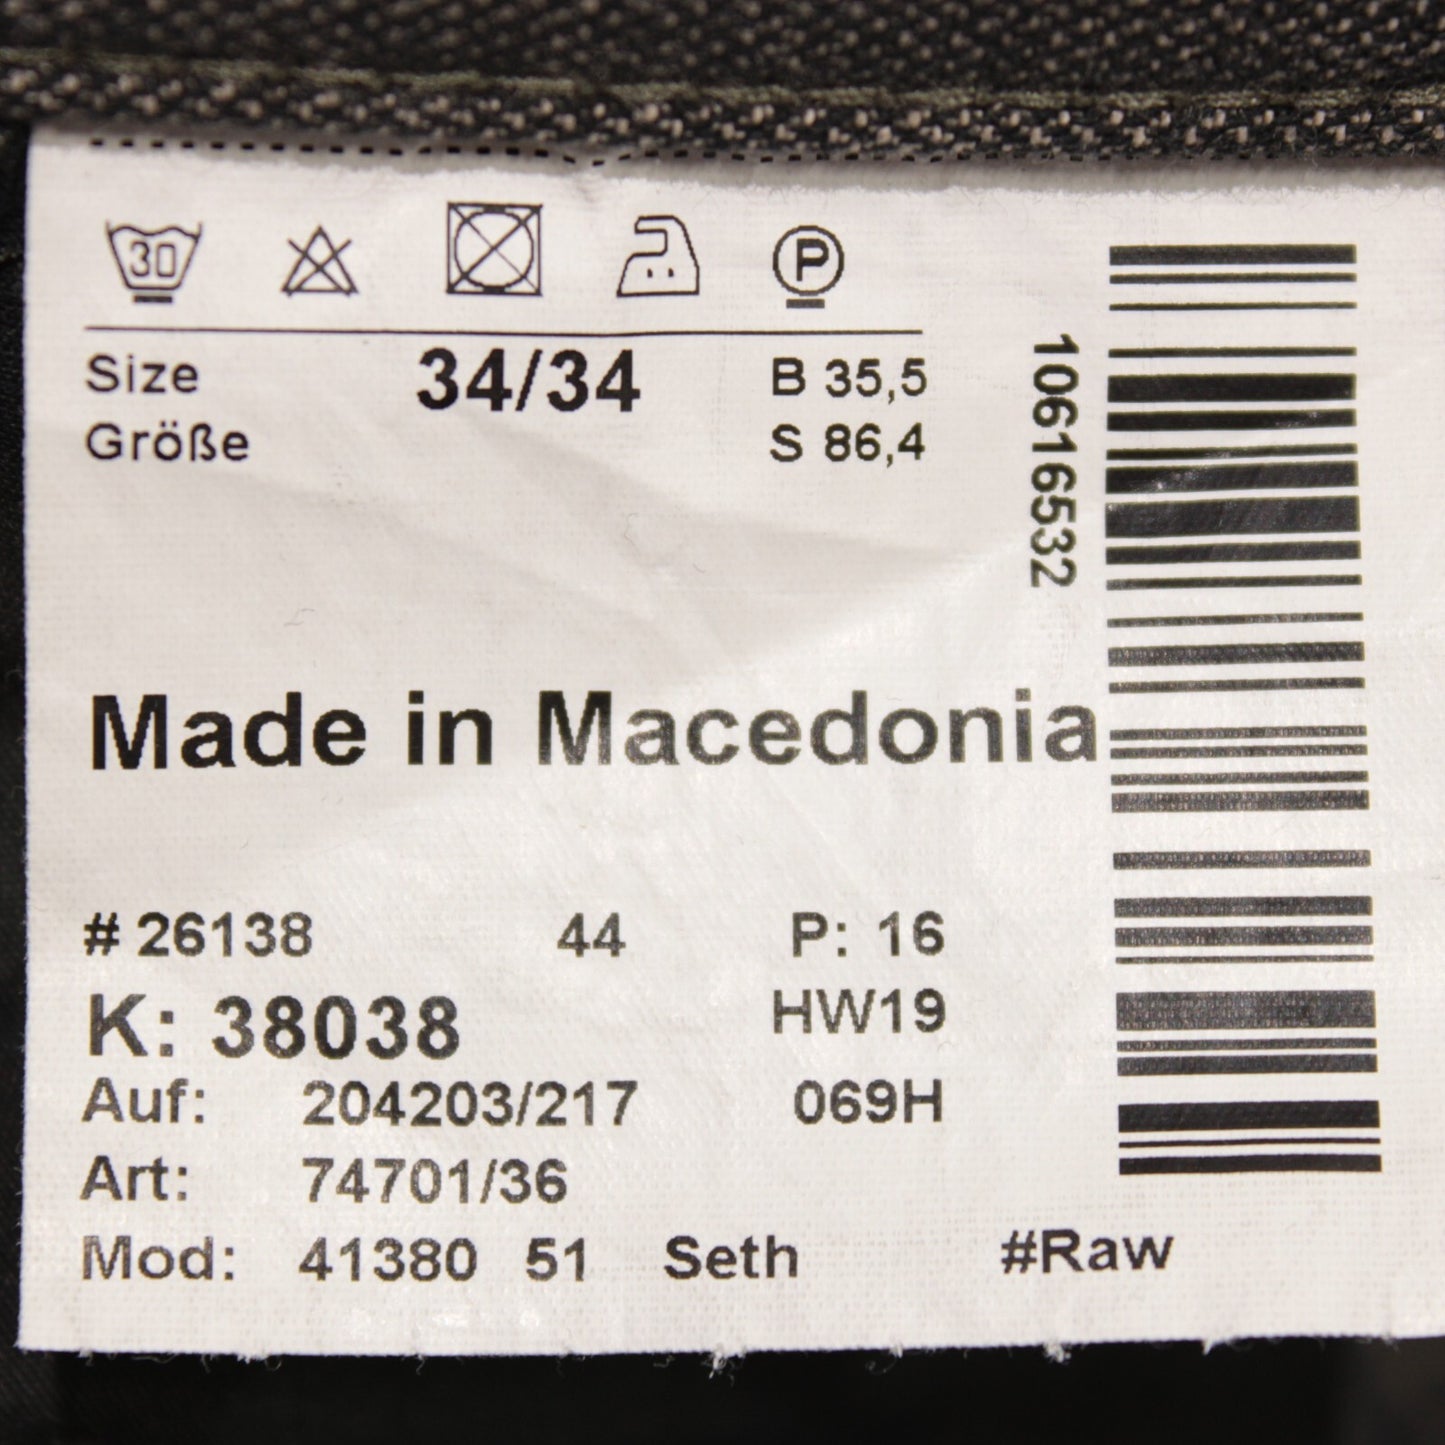 30
P
Size 34/34 B 35,5
Größe S 86,4
10616532
Made in Macedonia
# 26138 44 P: 16
K: 38038 HW19
Auf: 204203/217 069H
Art: 74701/36
Mod: 41380 51 Seth #Raw